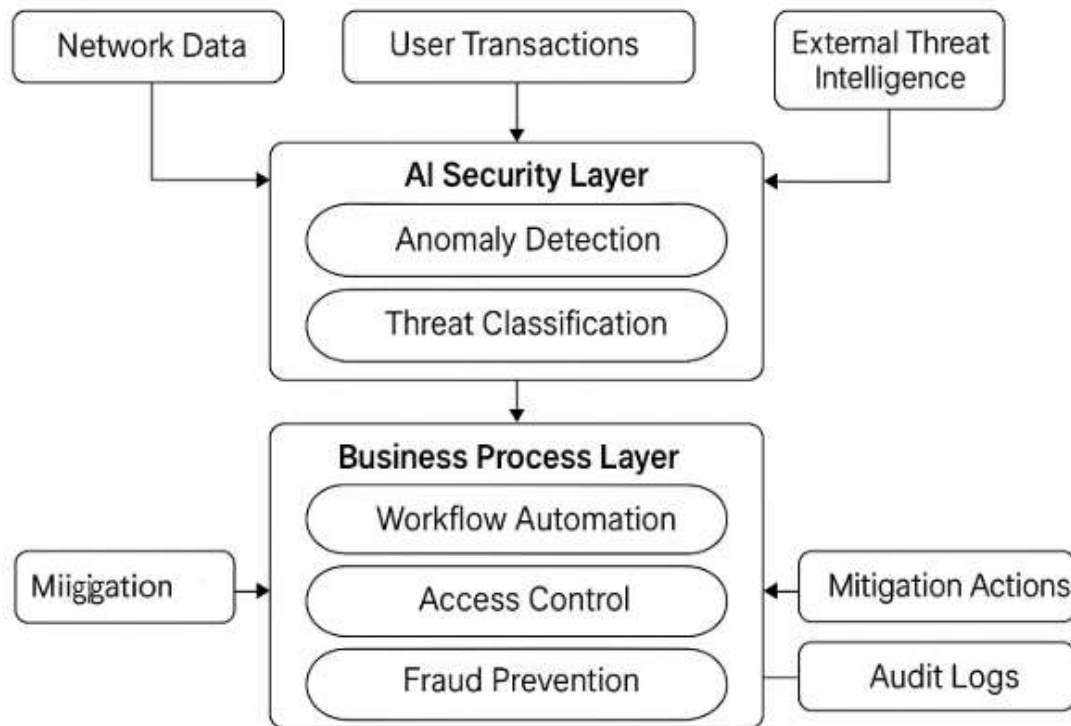 Network Data
User Transactions
External Threat
Intelligence
AI Security Layer
Anomaly Detection
Threat Classification
Business Process Layer
Workflow Automation
Miigigation
Access Control
Mitigation Actions
Fraud Prevention
Audit Logs